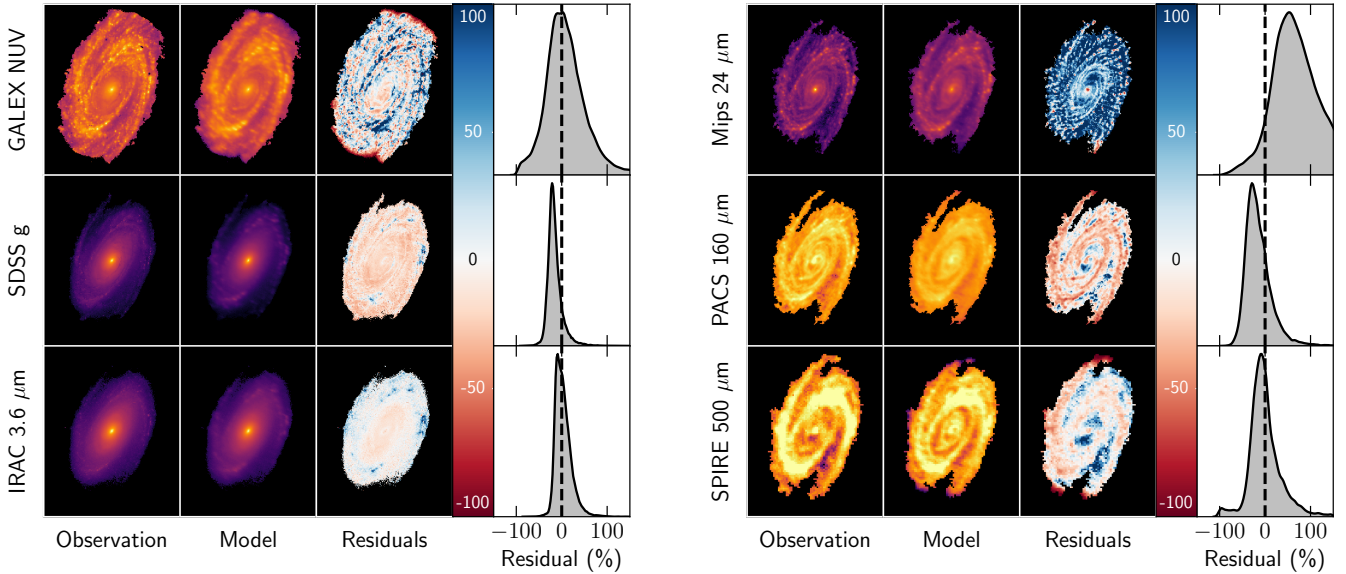 GALEX NUV
SDSS g
IRAC 3.6 μm
100
50
0
-50
-100
Observation
Model
Residuals
−100
0
100
Residual (%)
Mips 24 μm
PACS 160 μm
SPIRE 500 μm
100
50
0
-50
-100
Observation
Model
Residuals
−100
0
100
Residual (%)